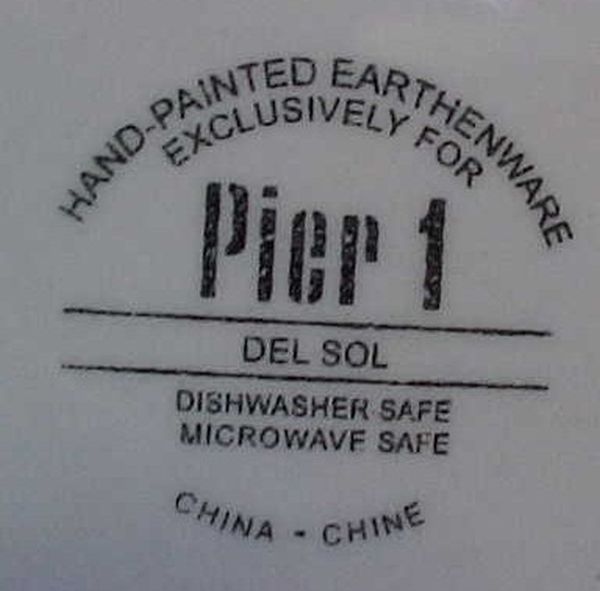 HAND-PAINTED EARTHENWARE
EXCLUSIVELY FOR
Pier 1
DEL SOL
DISHWASHER SAFE
MICROWAVE SAFE
CHINA - CHINE